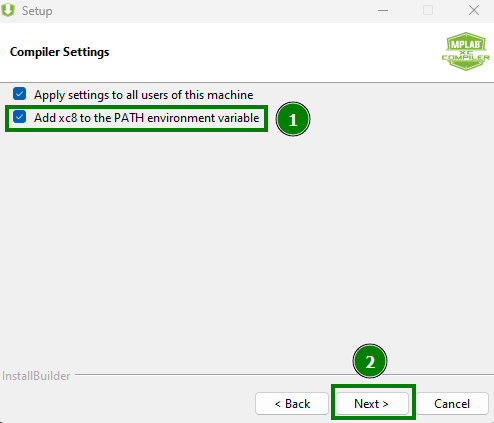 Setup
Compiler Settings
MPLAB
XC
COMPILER
Apply settings to all users of this machine
Add xc8 to the PATH environment variable
1
2
InstallBuilder
< Back
Next >
Cancel